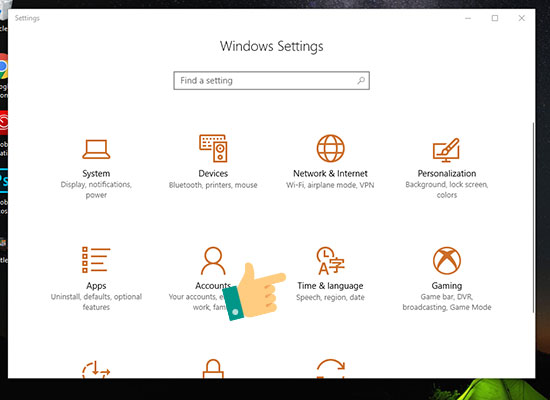 Settings
Windows Settings
Find a setting
System
Display, notifications,
power
Devices
Bluetooth, printers, mouse
Network & Internet
Wi-Fi, airplane mode, VPN
Personalization
Background, lock screen,
colors
Apps
Uninstall, defaults, optional
features
Accounts
Your accounts,
work,
Time & language
Speech, region, date
Gaming
Game bar, DVR,
broadcasting, Game Mode